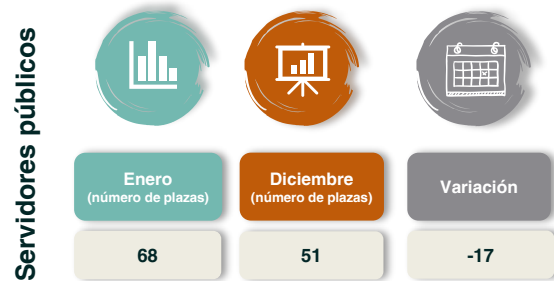 Servidores públicos
Enero
(número de plazas)
Diciembre
(número de plazas)
Variación
68
51
-17